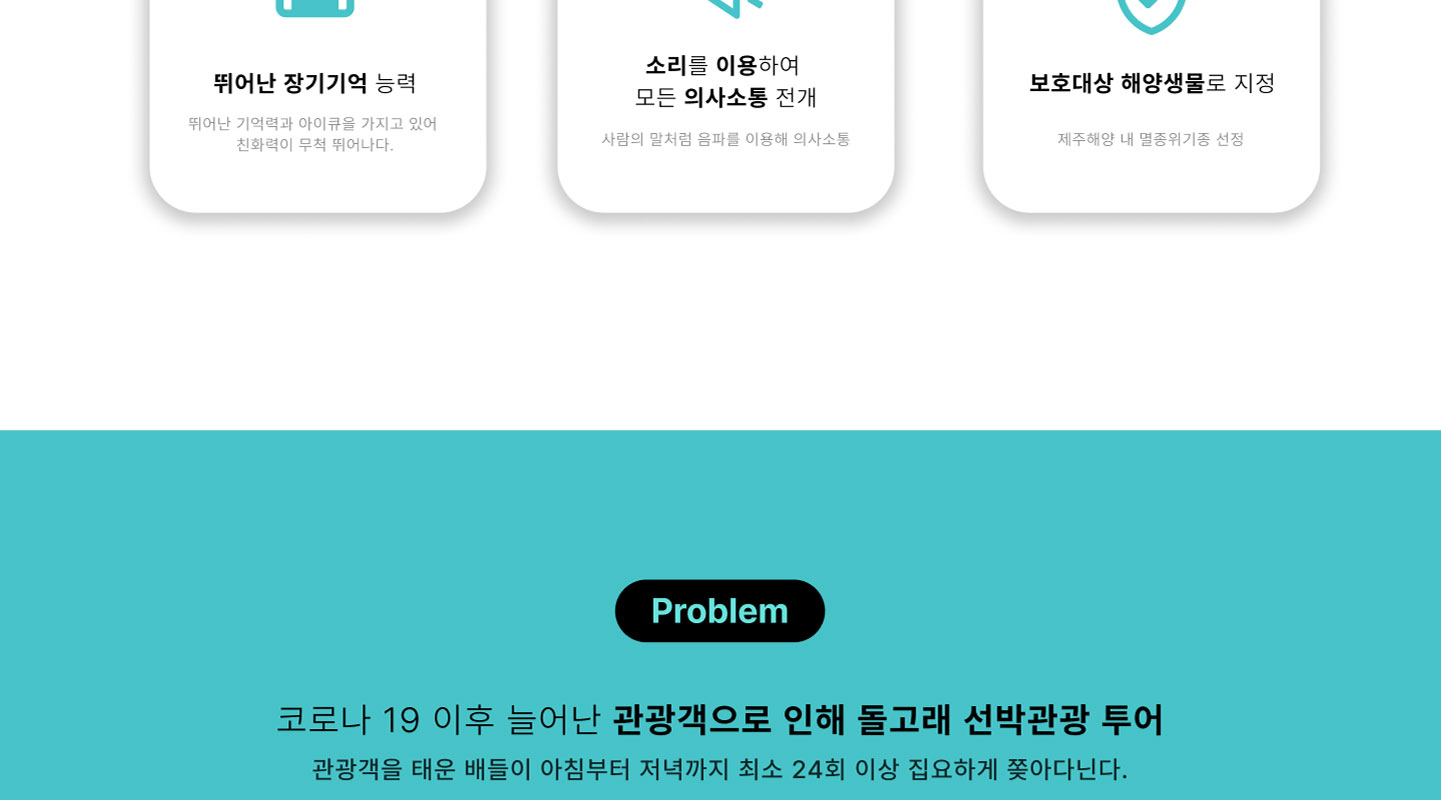 뛰어난 장기기억 능력
뛰어난 기억력과 아이큐을 가지고 있어
친화력이 무척 뛰어나다.
소리를 이용하여
모든 의사소통 전개
사람의 말처럼 음파를 이용해 의사소통
보호대상 해양생물로 지정
제주해양 내 멸종위기종 선정
Problem
코로나 19 이후 늘어난 관광객으로 인해 돌고래 선박관광 투어
관광객을 태운 배들이 아침부터 저녁까지 최소 24회 이상 집요하게 쫒아다닌다.